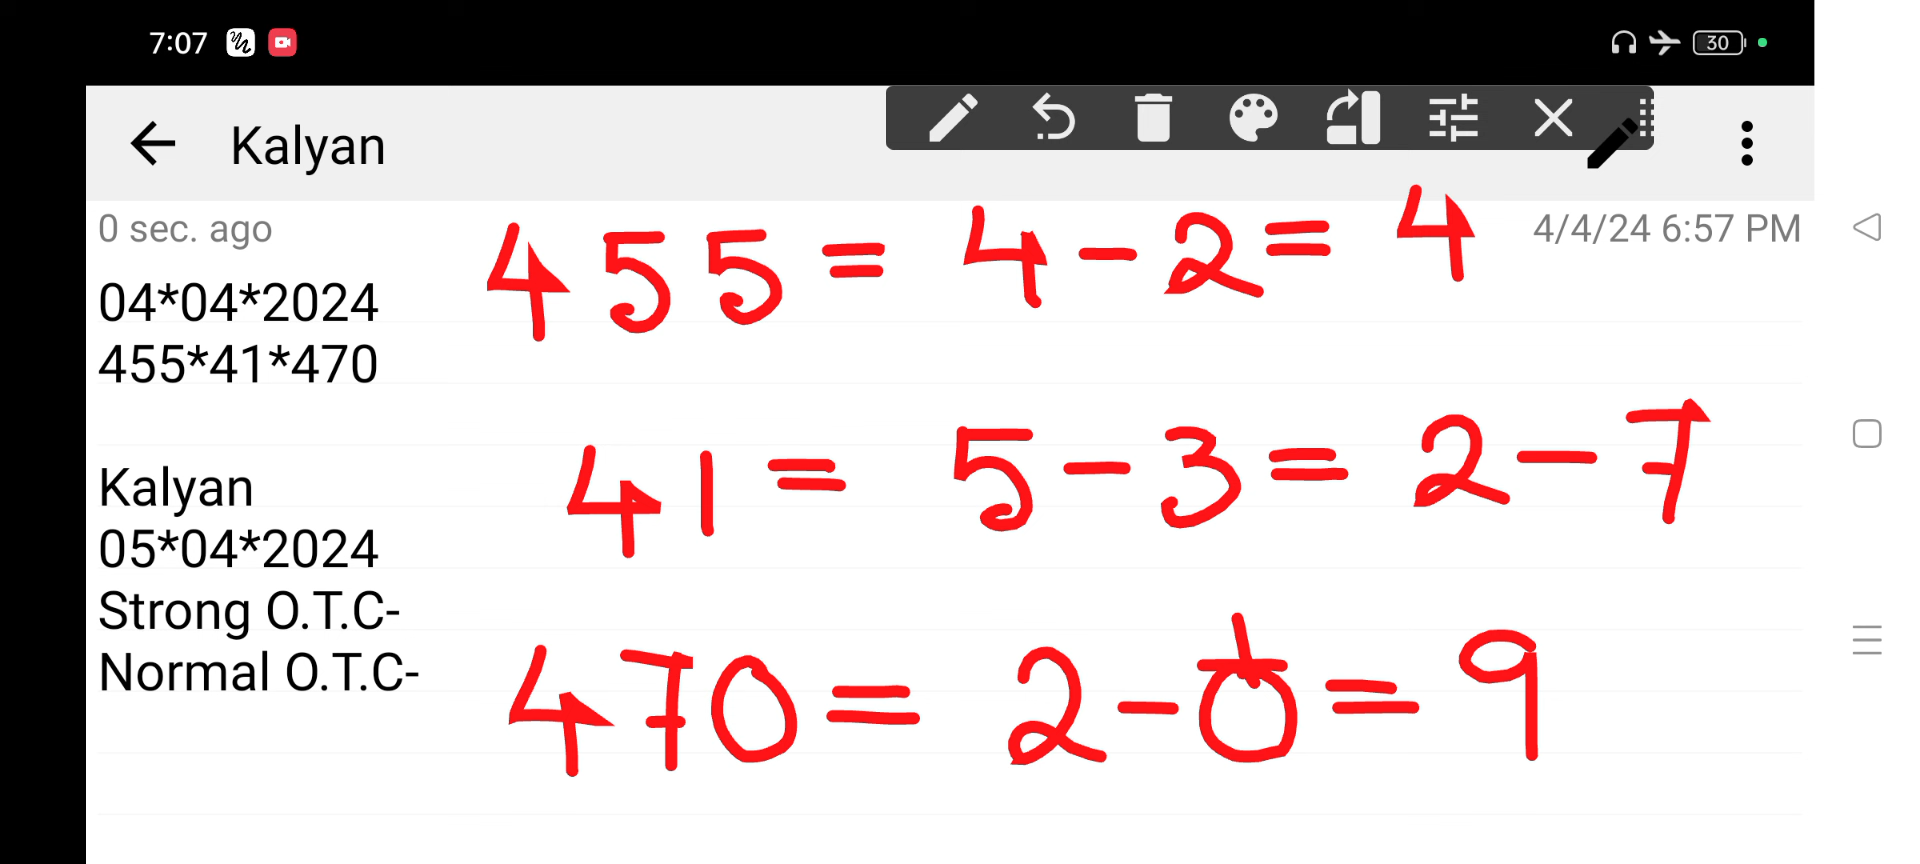 7:07
30
Kalyan
0 sec. ago
4/4/24 6:57 PM
04*04*2024
455*41*470
Kalyan
05*04*2024
Strong O.T.C-
Normal O.T.C-
455 = 4-2 = 4
41 = 5-3 = 2-7
470 = 2-0 = 9